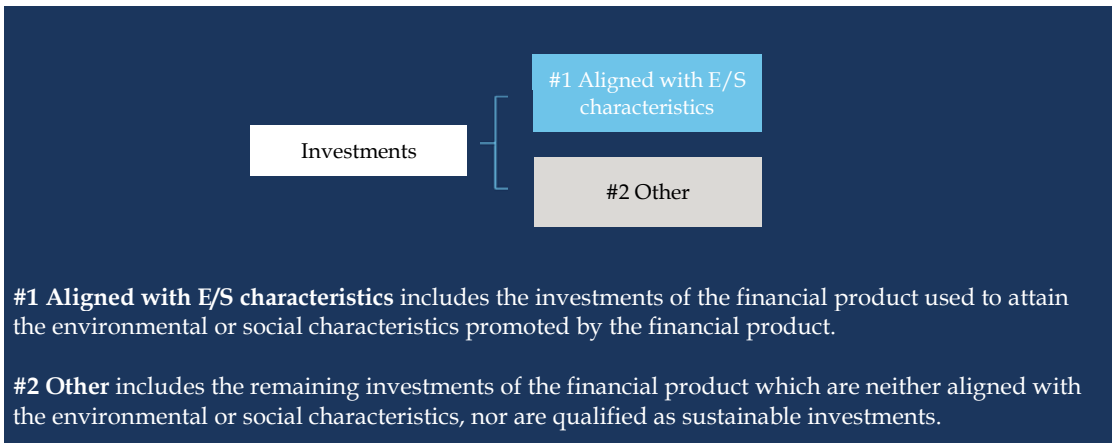 #1 Aligned with E/S
characteristics
Investments
#2 Other
#1 Aligned with E/S characteristics includes the investments of the financial product used to attain
the environmental or social characteristics promoted by the financial product.
#2 Other includes the remaining investments of the financial product which are neither aligned with
the environmental or social characteristics, nor are qualified as sustainable investments.